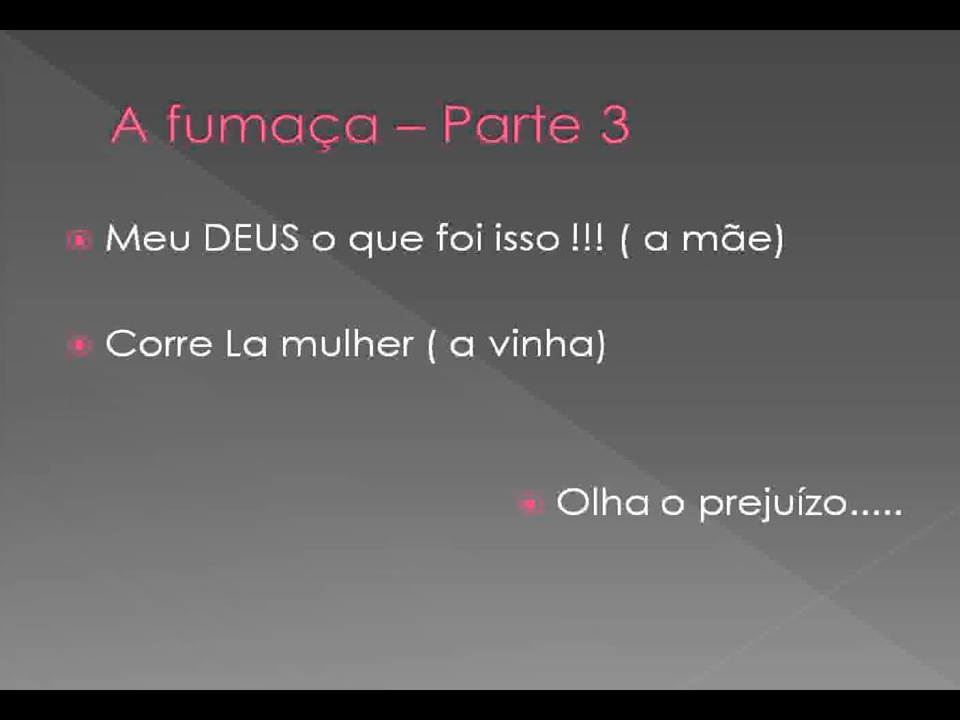 A fumaça – Parte 3
Meu DEUS o que foi isso !!! ( a mãe)
Corre La mulher ( a vinha)
Olha o prejuízo.....